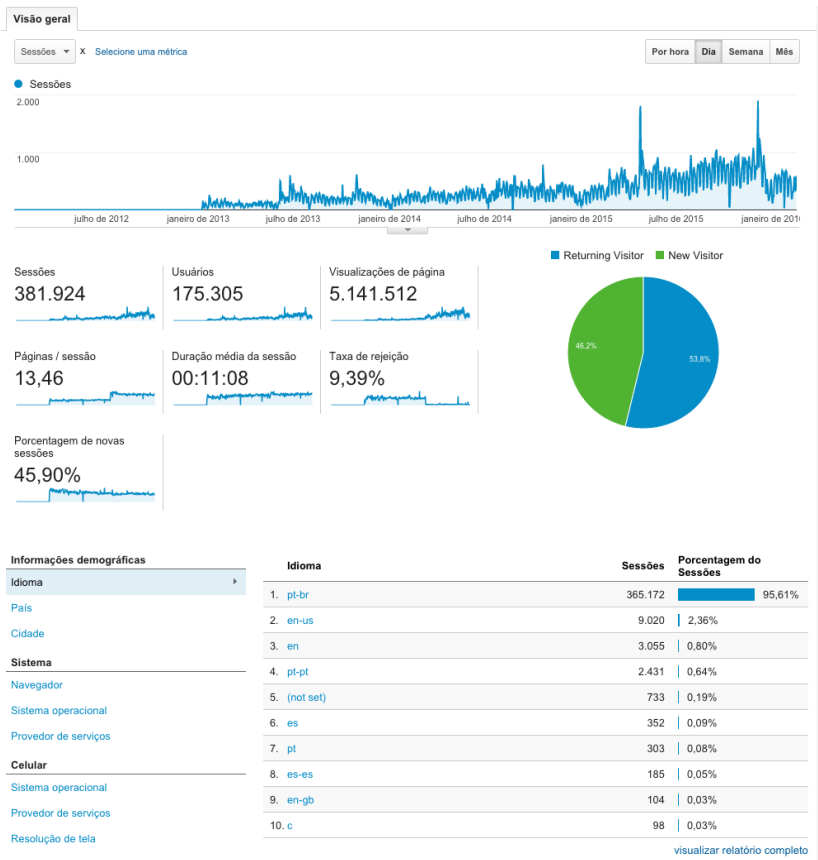 Visão geral
Sessões x Selecione uma métrica
Por hora Dia Semana Mês
Sessões
2.000
1.000
julho de 2012 janeiro de 2013 julho de 2013 janeiro de 2014 julho de 2014 janeiro de 2015 julho de 2015 janeiro de 201
Returning Visitor New Visitor
Sessões Usuários Visualizações de página
381.924 175.305 5.141.512
46,2%
53,8%
Páginas / sessão Duração média da sessão Taxa de rejeição
13,46 00:11:08 9,39%
Porcentagem de novas
sessões
45,90%
Informações demográficas
Idioma
País
Cidade
Sistema
Navegador
Sistema operacional
Provedor de serviços
Celular
Sistema operacional
Provedor de serviços
Resolução de tela
Idioma Sessões Porcentagem do
Sessões
1. pt-br 365.172 95,61%
2. en-us 9.020 2,36%
3. en 3.055 0,80%
4. pt-pt 2.431 0,64%
5. (not set) 733 0,19%
6. es 352 0,09%
7. pt 303 0,08%
8. es-es 185 0,05%
9. en-gb 104 0,03%
10. c 98 0,03%
visualizar relatório completo